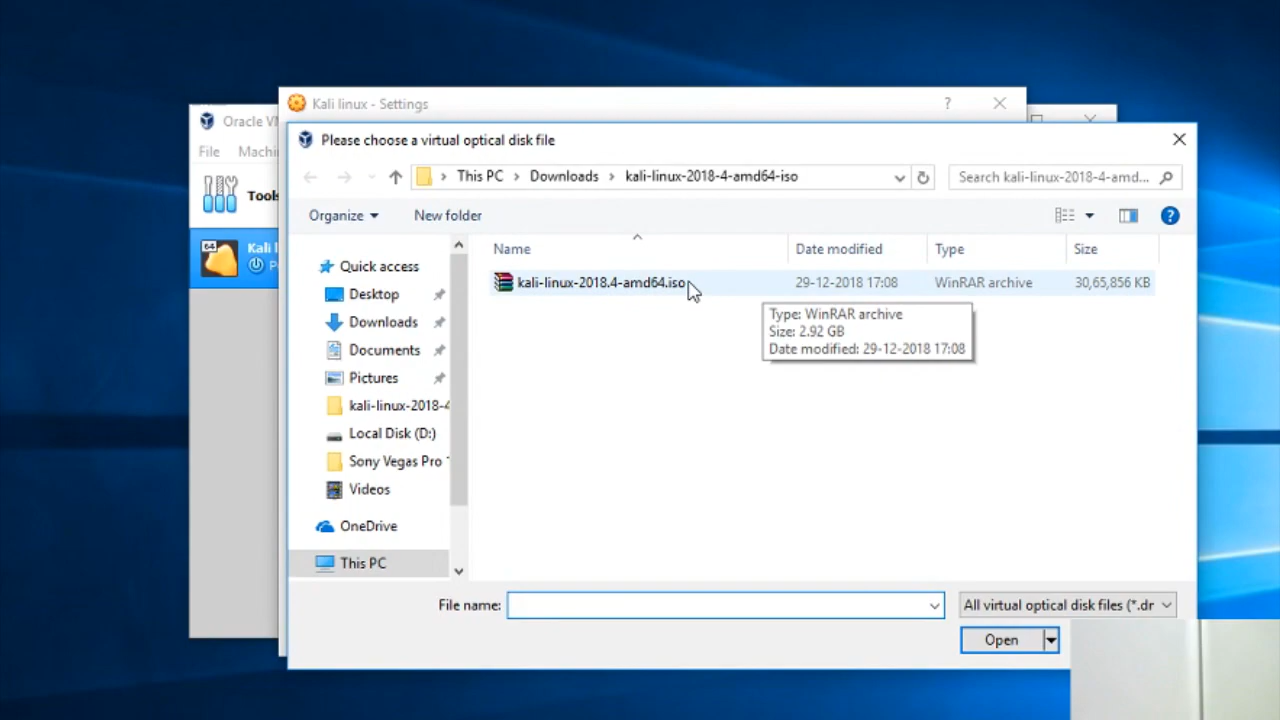 Kali linux - Settings
?
Oracle VM
File Machin
Tools
64
Kali l
P
Please choose a virtual optical disk file
This PC > Downloads > kali-linux-2018-4-amd64-iso
Search kali-linux-2018-4-amd...
Organize
New folder
?
Name
Date modified
Type
Size
kali-linux-2018.4-amd64.iso
29-12-2018 17:08
WinRAR archive
30,65,856 KB
Type: WinRAR archive
Size: 2.92 GB
Date modified: 29-12-2018 17:08
Quick access
Desktop
Downloads
Documents
Pictures
kali-linux-2018-4
Local Disk (D:)
Sony Vegas Pro 1
Videos
OneDrive
This PC
File name:
All virtual optical disk files (*.dr
Open